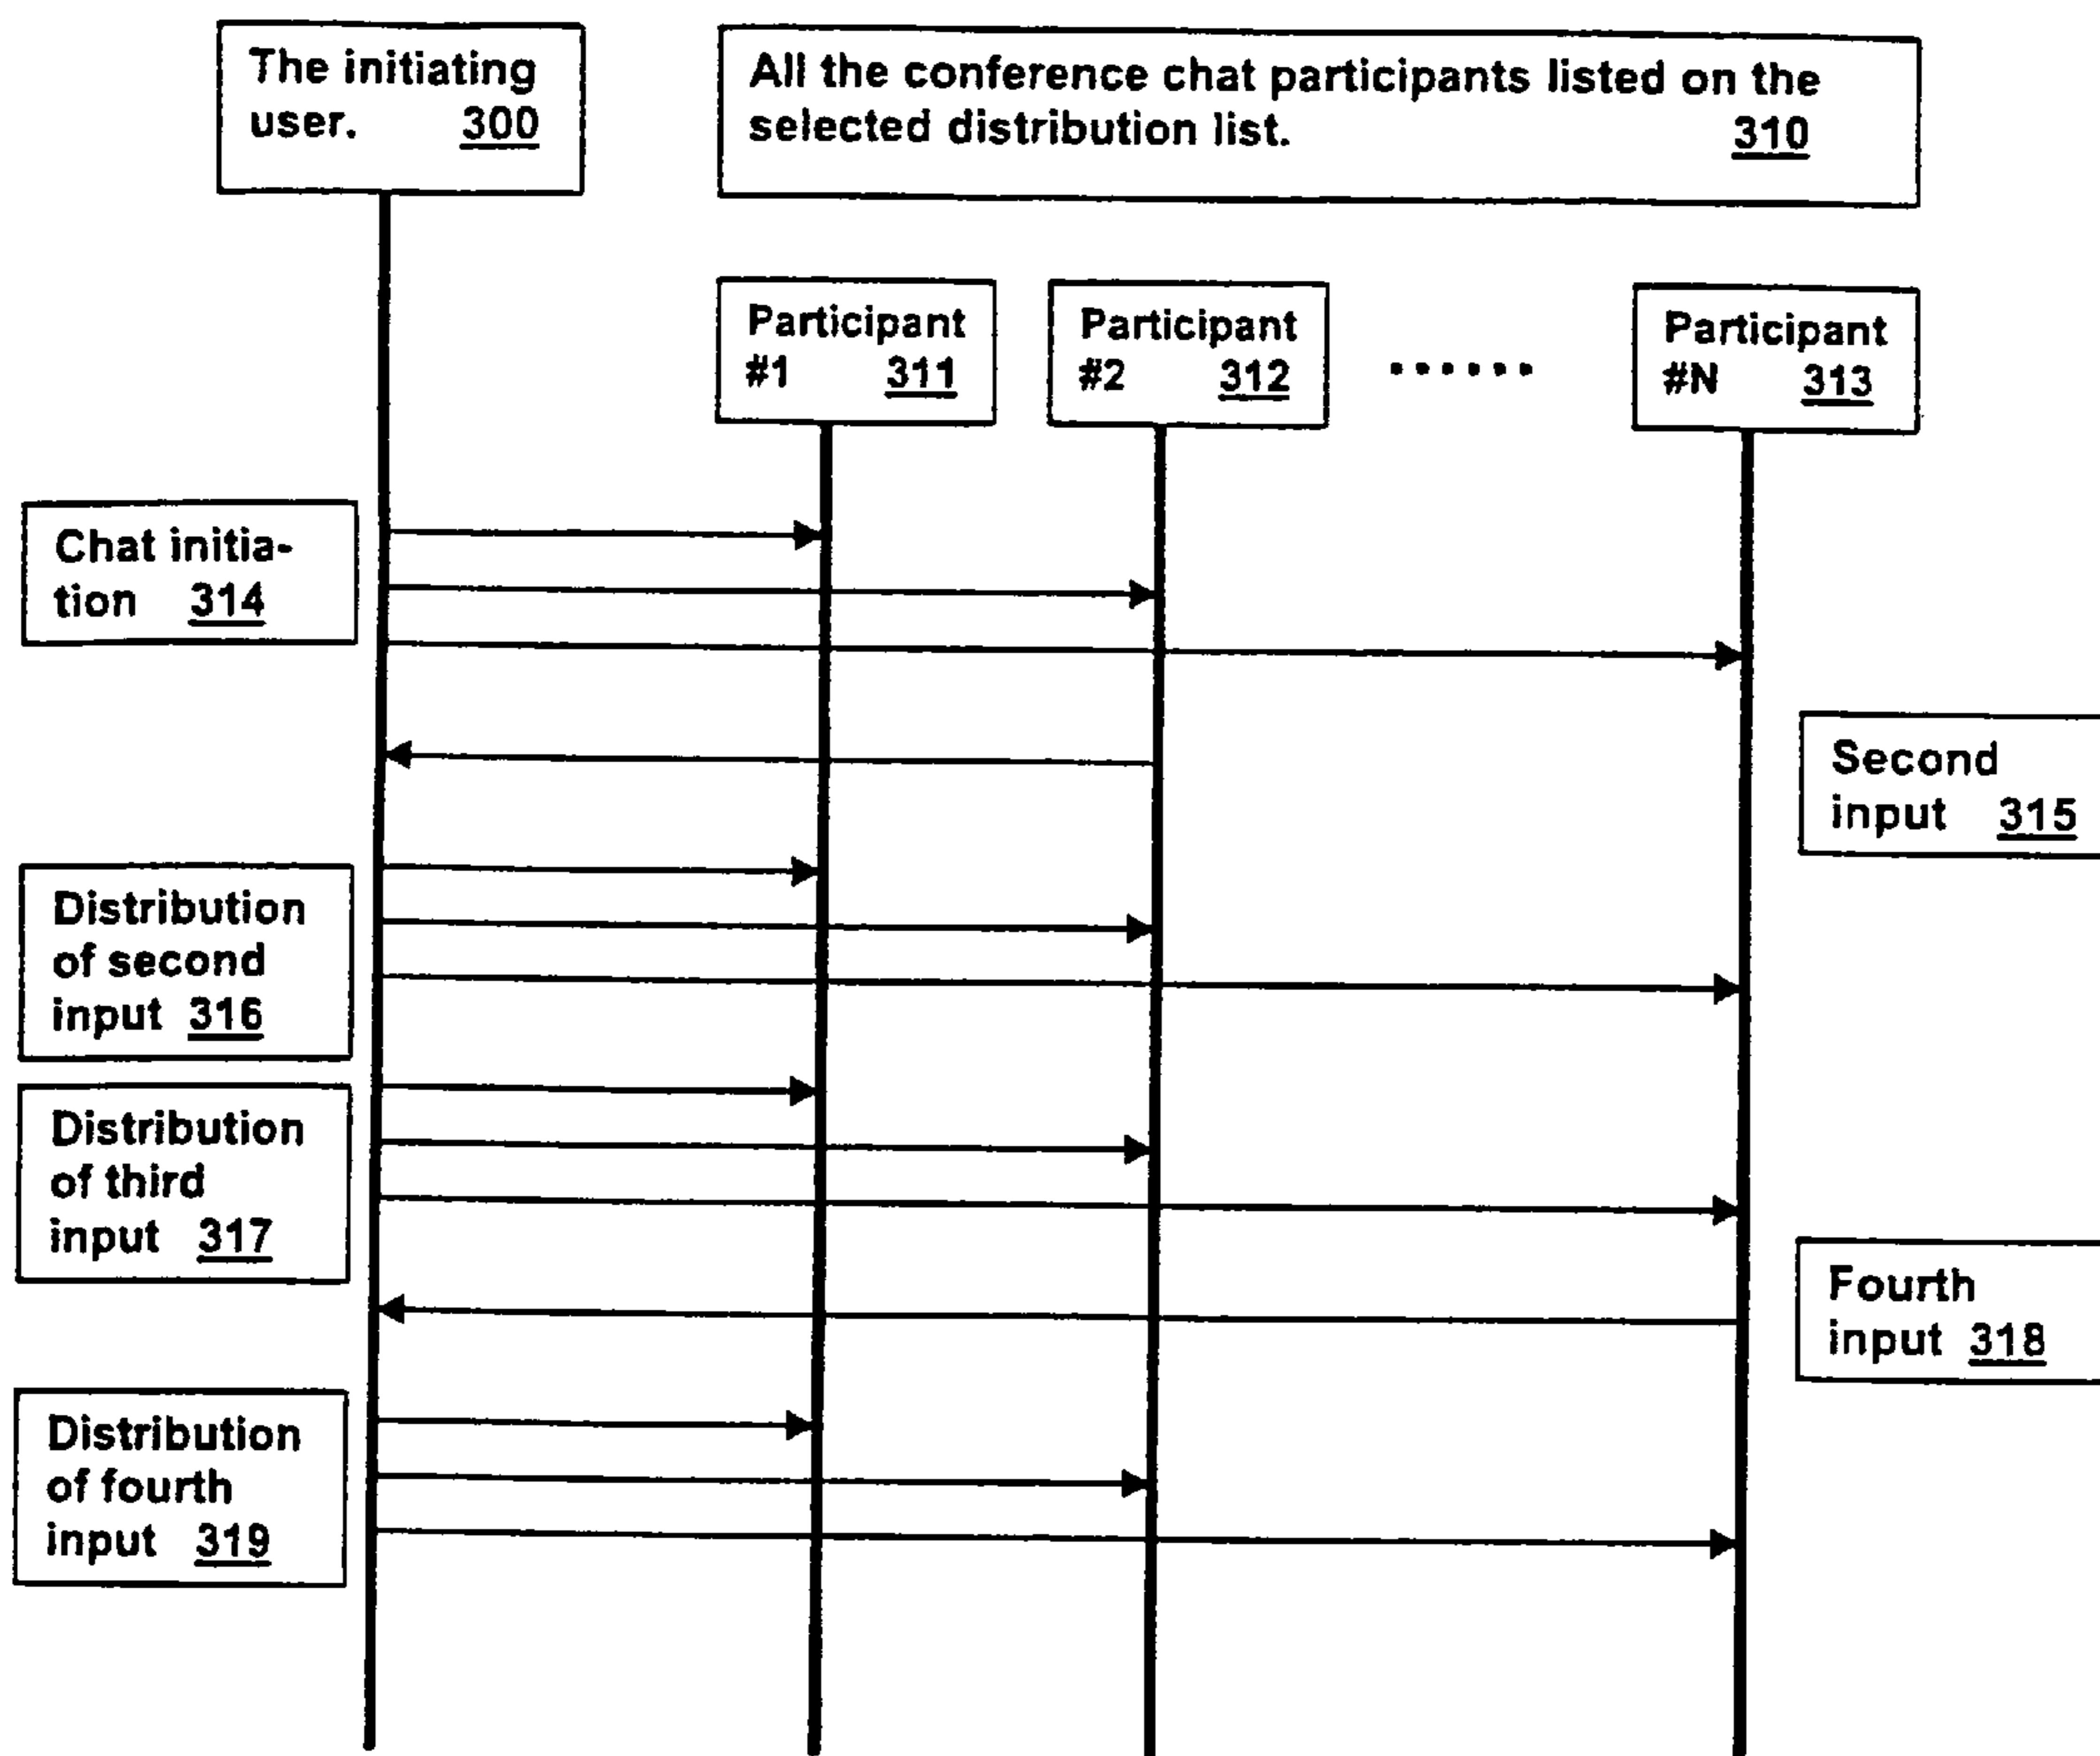 The initiating
user. 300
All the conference chat participants listed on the
selected distribution list. 310
Participant
#1 311
Participant
#2 312
......
Participant
#N 313
Chat initia-
tion 314
Second
input 315
Distribution
of second
input 316
Distribution
of third
input 317
Fourth
input 318
Distribution
of fourth
input 319